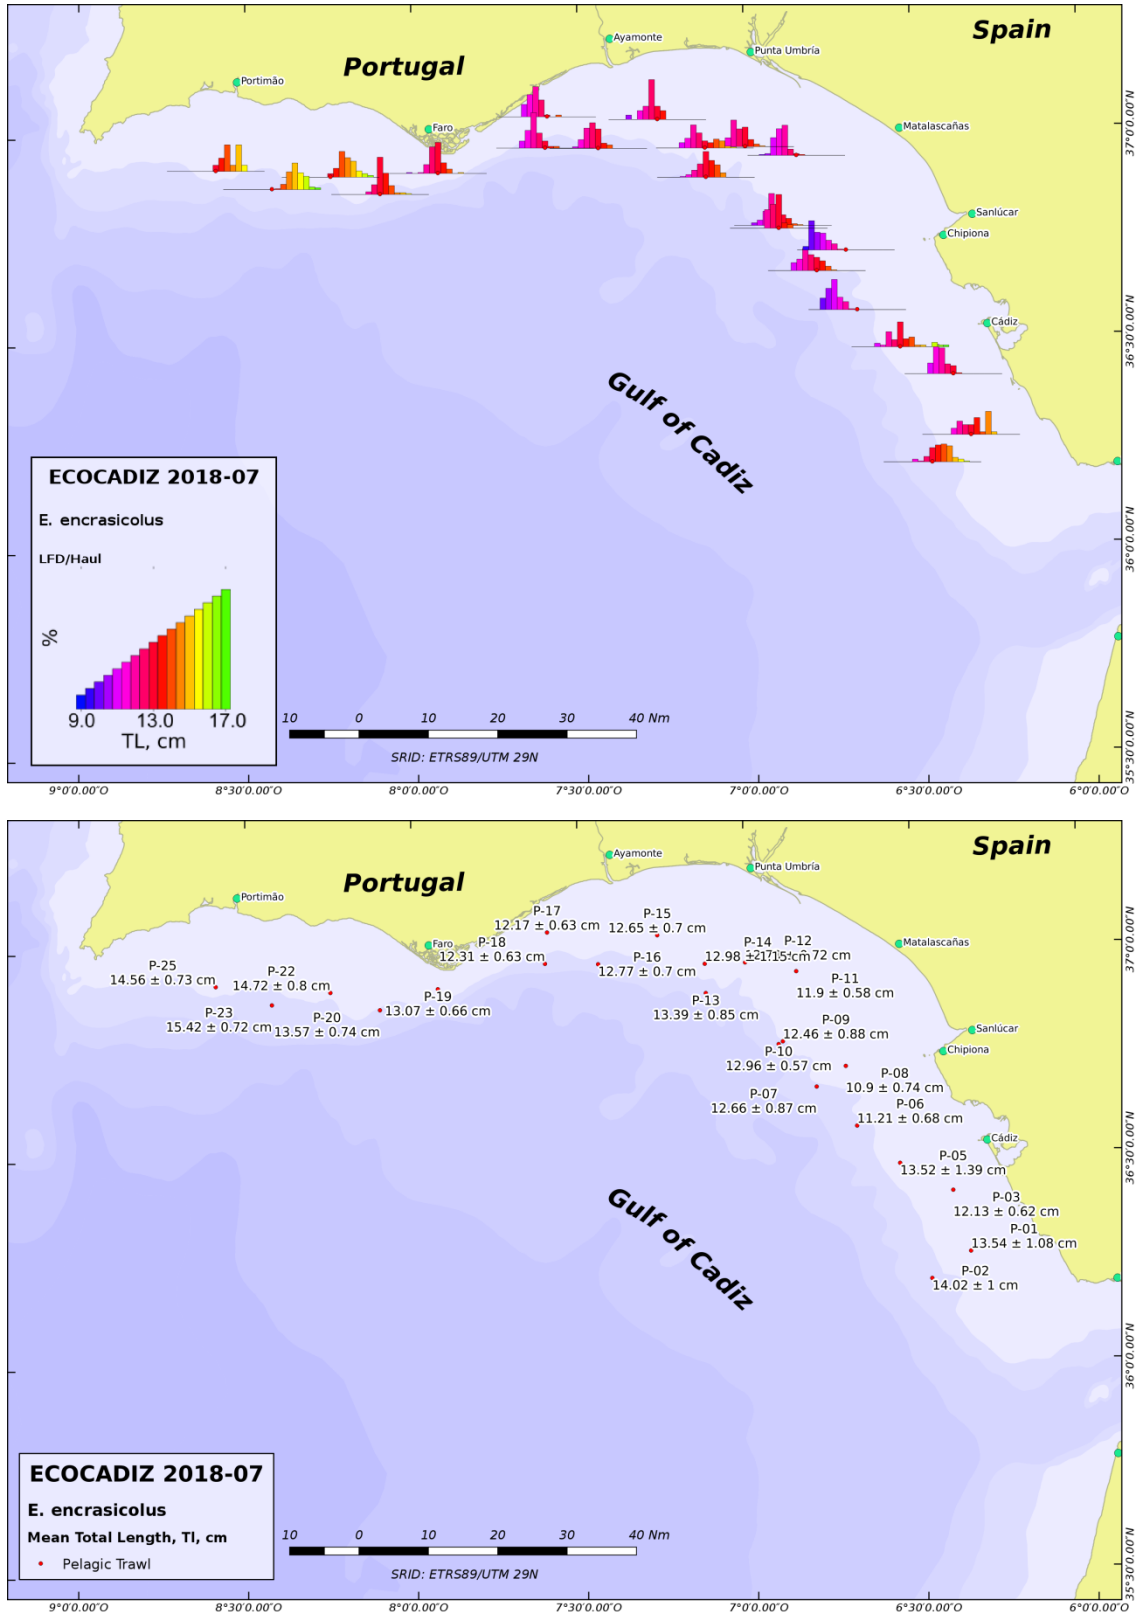 Spain
Ayamonte
Punta Umbría
Portugal
Portimão
Faro
Matalascañas
37°0'0.00"N
Sanlúcar
Chipiona
Cádiz
36°30'0.00"N
Gulf of Cadiz
ECOCADIZ 2018-07
E. encrasicolus
LFD/Haul
%
9.0 13.0 17.0
TL, cm
36°0'0.00"N
10 0 10 20 30 40 Nm
SRID: ETRS89/UTM 29N
35°30'0.00"N
9°0'0.00"O 8°30'0.00"O 8°0'0.00"O 7°30'0.00"O 7°0'0.00"O 6°30'0.00"O 6°0'0.00"O
Spain
Ayamonte
Punta Umbría
Portugal
Portimão
Faro
Matalascañas
37°0'0.00"N
P-17
12.17 ± 0.63 cm
P-15
12.65 ± 0.7 cm
P-18
12.31 ± 0.63 cm
P-16
12.77 ± 0.7 cm
P-14
12.98 ± 1.15 cm
P-12
0.72 cm
P-25
14.56 ± 0.73 cm
P-22
14.72 ± 0.8 cm
P-11
11.9 ± 0.58 cm
P-19
13.07 ± 0.66 cm
P-13
13.39 ± 0.85 cm
P-23
15.42 ± 0.72 cm
P-20
13.57 ± 0.74 cm
P-09
12.46 ± 0.88 cm
Sanlúcar
Chipiona
P-10
12.96 ± 0.57 cm
P-08
10.9 ± 0.74 cm
P-07
12.66 ± 0.87 cm
P-06
11.21 ± 0.68 cm
Cádiz
36°30'0.00"N
P-05
13.52 ± 1.39 cm
P-03
12.13 ± 0.62 cm
P-01
13.54 ± 1.08 cm
P-02
14.02 ± 1 cm
Gulf of Cadiz
36°0'0.00"N
ECOCADIZ 2018-07
E. encrasicolus
Mean Total Length, Tl, cm
Pelagic Trawl
10 0 10 20 30 40 Nm
SRID: ETRS89/UTM 29N
35°30'0.00"N
9°0'0.00"O 8°30'0.00"O 8°0'0.00"O 7°30'0.00"O 7°0'0.00"O 6°30'0.00"O 6°0'0.00"O